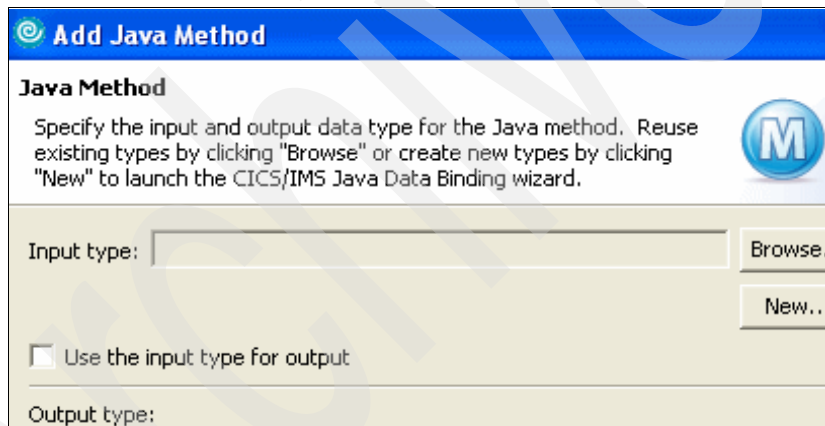 Add Java Method
Java Method
Specify the input and output data type for the Java method. Reuse
existing types by clicking "Browse" or create new types by clicking
"New" to launch the CICS/IMS Java Data Binding wizard.
M
Input type:
Browse.
New..
Use the input type for output
Output type: